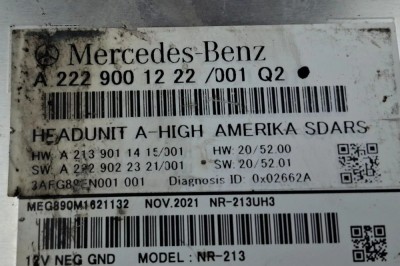 Mercedes-Benz
A 222 900 12 22 /001 Q2
HEADUNIT A-HIGH AMERIKA SDARS
HW: A 213 901 14 15/001 HW: 20/52.00
SW: A 222 902 23 21/001 SW: 20/52.01
001 001 Diagnosis ID: 0x02662A
MEG890M1621132 NOV.2021 NR-213UH3
12V NEG GND MODEL: NR-213